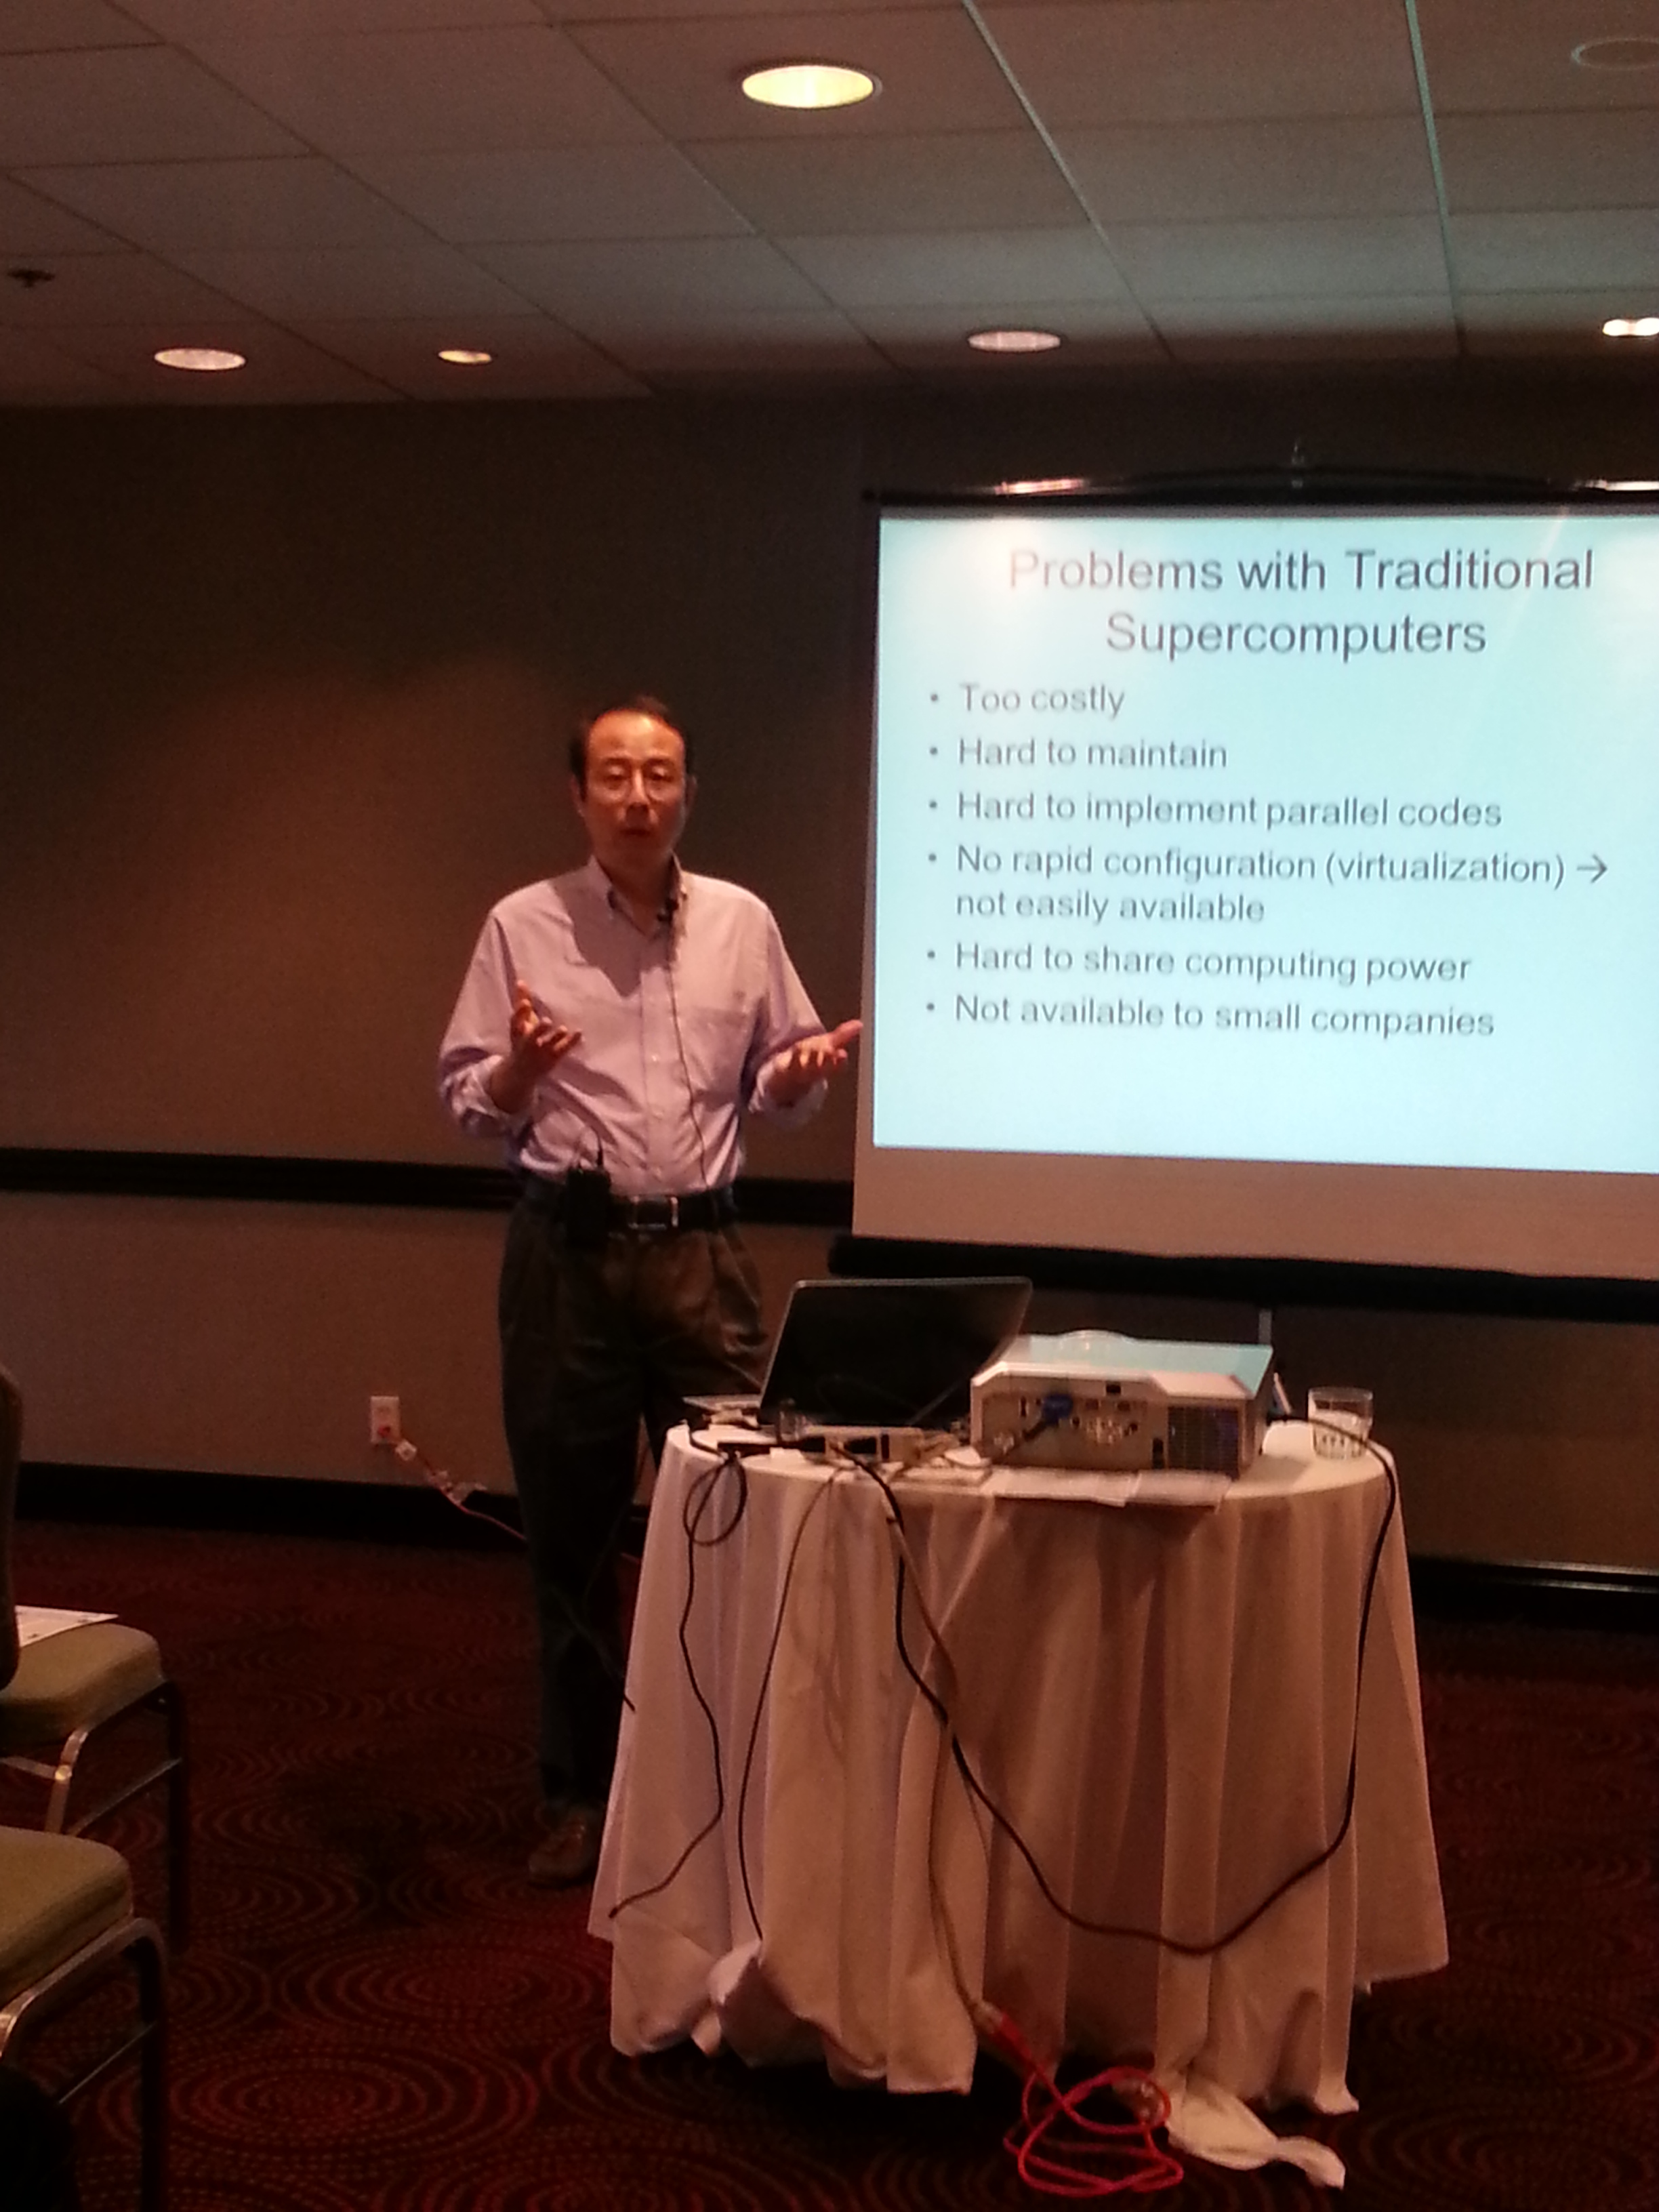 Problems with Traditional
Supercomputers
• Too costly
• Hard to maintain
• Hard to implement parallel codes
• No rapid configuration (virtualization) →
not easily available
• Hard to share computing power
• Not available to small companies